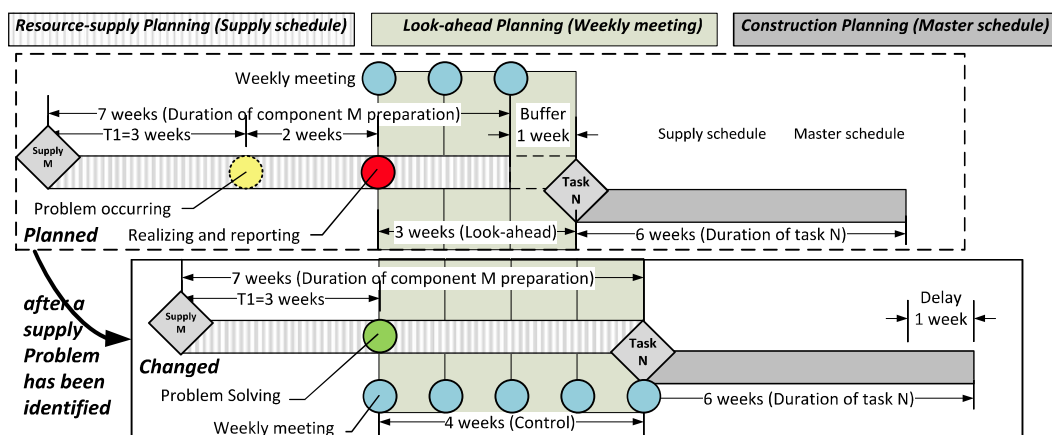 Resource-supply Planning (Supply schedule)
Look-ahead Planning (Weekly meeting)
Construction Planning (Master schedule)
Weekly meeting
7 weeks (Duration of component M preparation)
Buffer
1 week
T1=3 weeks
2 weeks
Supply schedule
Master schedule
Supply
M
Task
N
Problem occurring
Planned
Realizing and reporting
3 weeks (Look-ahead)
6 weeks (Duration of task N)
after a
supply
Problem
has been
identified
7 weeks (Duration of component M preparation)
T1=3 weeks
Delay
1 week
Supply
M
Task
N
Changed
Problem Solving
6 weeks (Duration of task N)
Weekly meeting
4 weeks (Control)